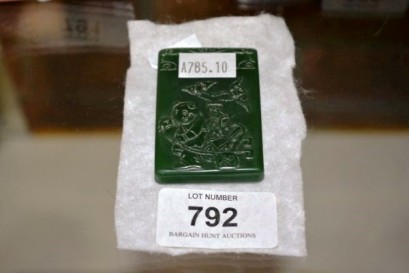 A785.10
LOT NUMBER
792
BARGAIN HUNT AUCTIONS